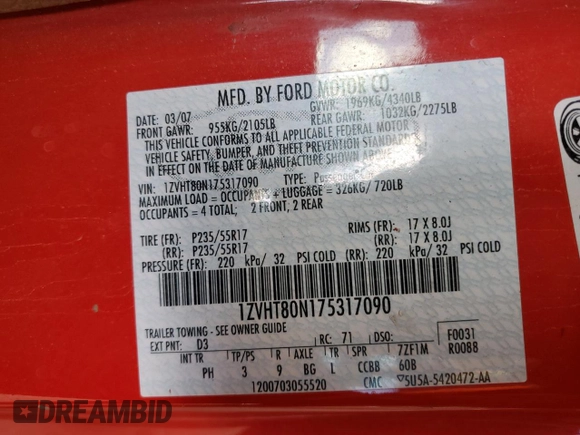 MFD. BY FORD MOTOR CO.
DATE: 03/07 GVWR: 1969KG/4340LB
FRONT GAWR: 955KG/2105LB REAR GAWR: 1032KG/2275LB
THIS VEHICLE CONFORMS TO ALL APPLICABLE FEDERAL MOTOR
VEHICLE SAFETY, BUMPER, AND THEFT PREVENTION STANDARDS
IN EFFECT ON THE DATE OF MANUFACTURE SHOWN ABOVE.
VIN: 1ZVHT80N175317090 TYPE:
MAXIMUM LOAD = OCCUPANTS + LUGGAGE = 326KG/ 720LB
OCCUPANTS = 4 TOTAL; 2 FRONT, 2 REAR
TIRE (FR): P235/55R17 RIMS (FR): 17 X 8.0J
(RR): P235/55R17 (RR): 17 X 8.0J
PRESSURE (FR): 220 kPa/ 32 PSI COLD (RR): 220 kPa/ 32 PSI COLD
1ZVHT80N175317090
TRAILER TOWING - SEE OWNER GUIDE
EXT PNT: D3 RC: 71 DSO: F0031
R0088
INT TR TP/PS R AXLE TR SPR 7ZF1M
PH 3 9 BG L CCBB 60B
1200703055520 CMC ▽5U5A-5420472-AA
DREAMBID